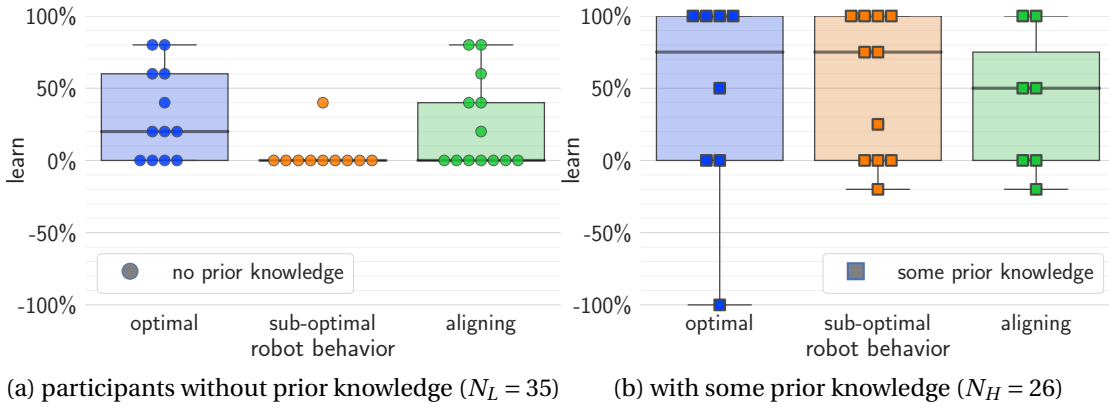 100%
50%
0%
-50%
-100%
learn
no prior knowledge
optimal
sub-optimal
aligning
robot behavior
(a) participants without prior knowledge (N_L = 35)
100%
50%
0%
-50%
-100%
learn
some prior knowledge
optimal
sub-optimal
aligning
robot behavior
(b) with some prior knowledge (N_H = 26)